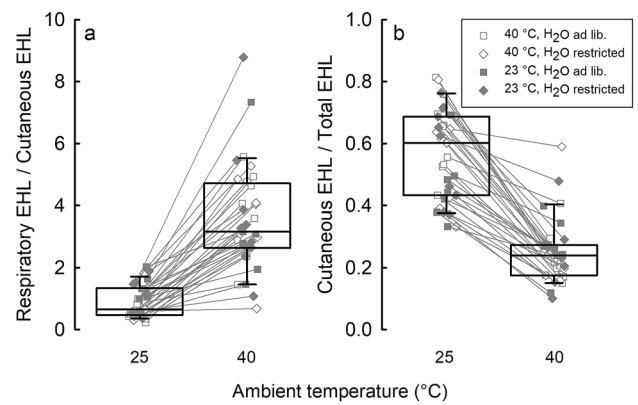 a
Respiratory EHL / Cutaneous EHL
10
8
6
4
2
0
25 40
b
Cutaneous EHL / Total EHL
1.0
0.8
0.6
0.4
0.2
0.0
25 40
40 °C, H2O ad lib.
40 °C, H2O restricted
23 °C, H2O ad lib.
23 °C, H2O restricted
Ambient temperature (°C)